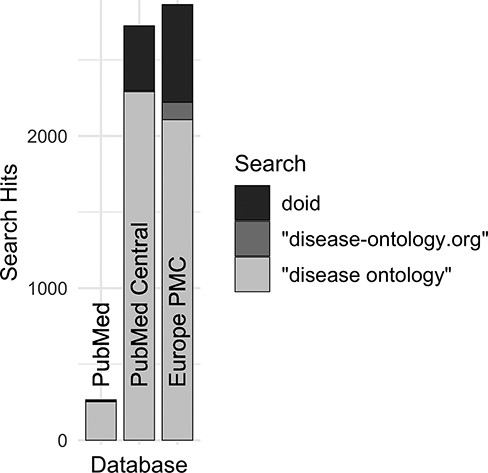 Search Hits
2000
1000
0
PubMed
PubMed Central
Europe PMC
Database
Search
doid
"disease-ontology.org"
"disease ontology"